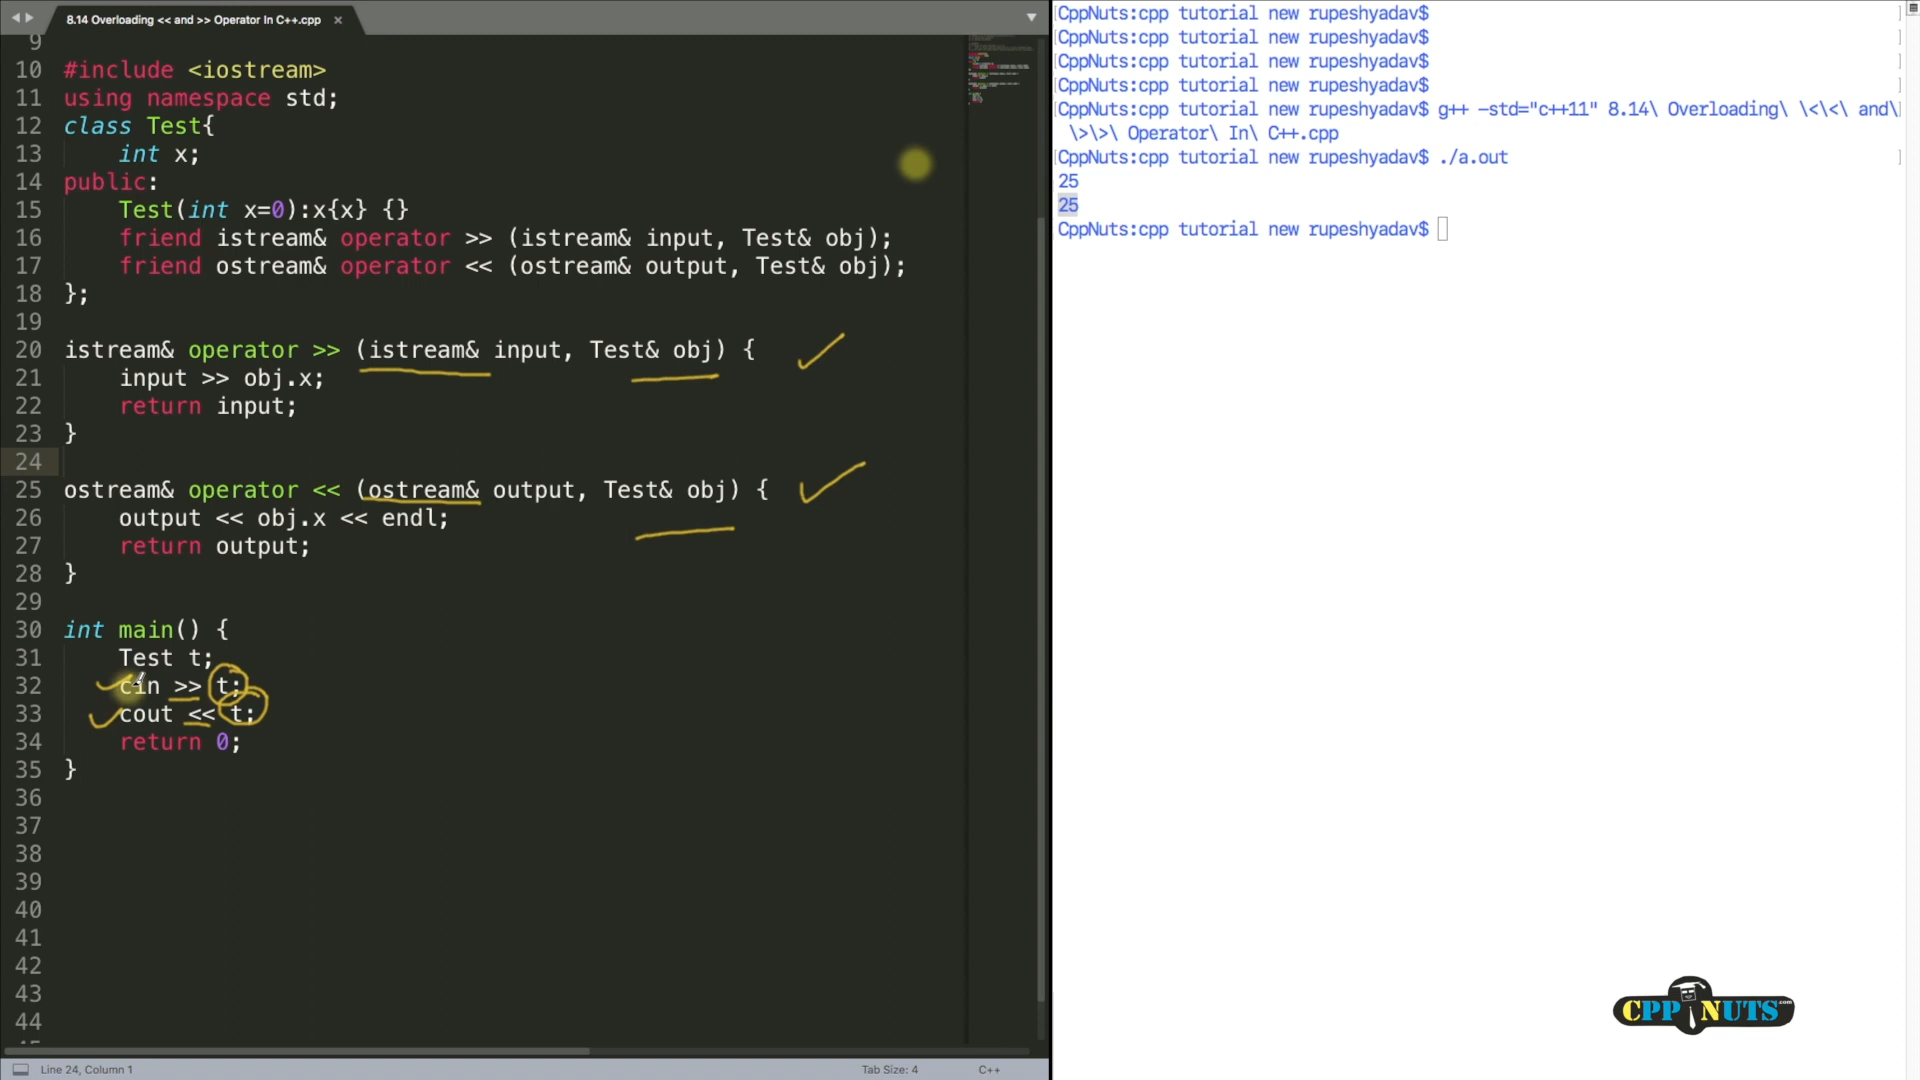 8.14 Overloading << and >> Operator In C++.cpp
9
10 #include <iostream>
11 using namespace std;
12 class Test{
13     int x;
14 public:
15     Test(int x=0):x{x} {}
16     friend istream& operator >> (istream& input, Test& obj);
17     friend ostream& operator << (ostream& output, Test& obj);
18 };
19
20 istream& operator >> (istream& input, Test& obj) {
21     input >> obj.x;
22     return input;
23 }
24
25 ostream& operator << (ostream& output, Test& obj) {
26     output << obj.x << endl;
27     return output;
28 }
29
30 int main() {
31     Test t;
32     cin >> t;
33     cout << t;
34     return 0;
35 }
36
37
38
39
40
41
42
43
44
Line 24, Column 1
Tab Size: 4
C++
CppNuts:cpp tutorial new rupeshyadav$
CppNuts:cpp tutorial new rupeshyadav$
CppNuts:cpp tutorial new rupeshyadav$
CppNuts:cpp tutorial new rupeshyadav$
CppNuts:cpp tutorial new rupeshyadav$ g++ -std="c++11" 8.14\ Overloading\ \<\<\ and\
\>\>\ Operator\ In\ C++.cpp
CppNuts:cpp tutorial new rupeshyadav$ ./a.out
25
25
CppNuts:cpp tutorial new rupeshyadav$
CPP NUTS.com